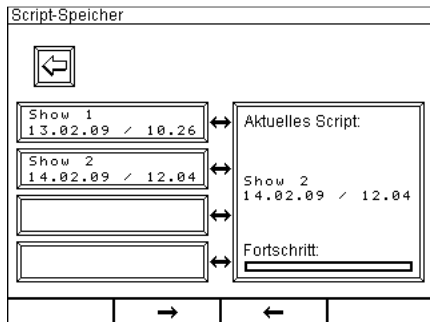 Script-Speicher
Show 1
13.02.09 / 10.26
Show 2
14.02.09 / 12.04
Aktuelles Script:
Show 2
14.02.09 / 12.04
Fortschritt: